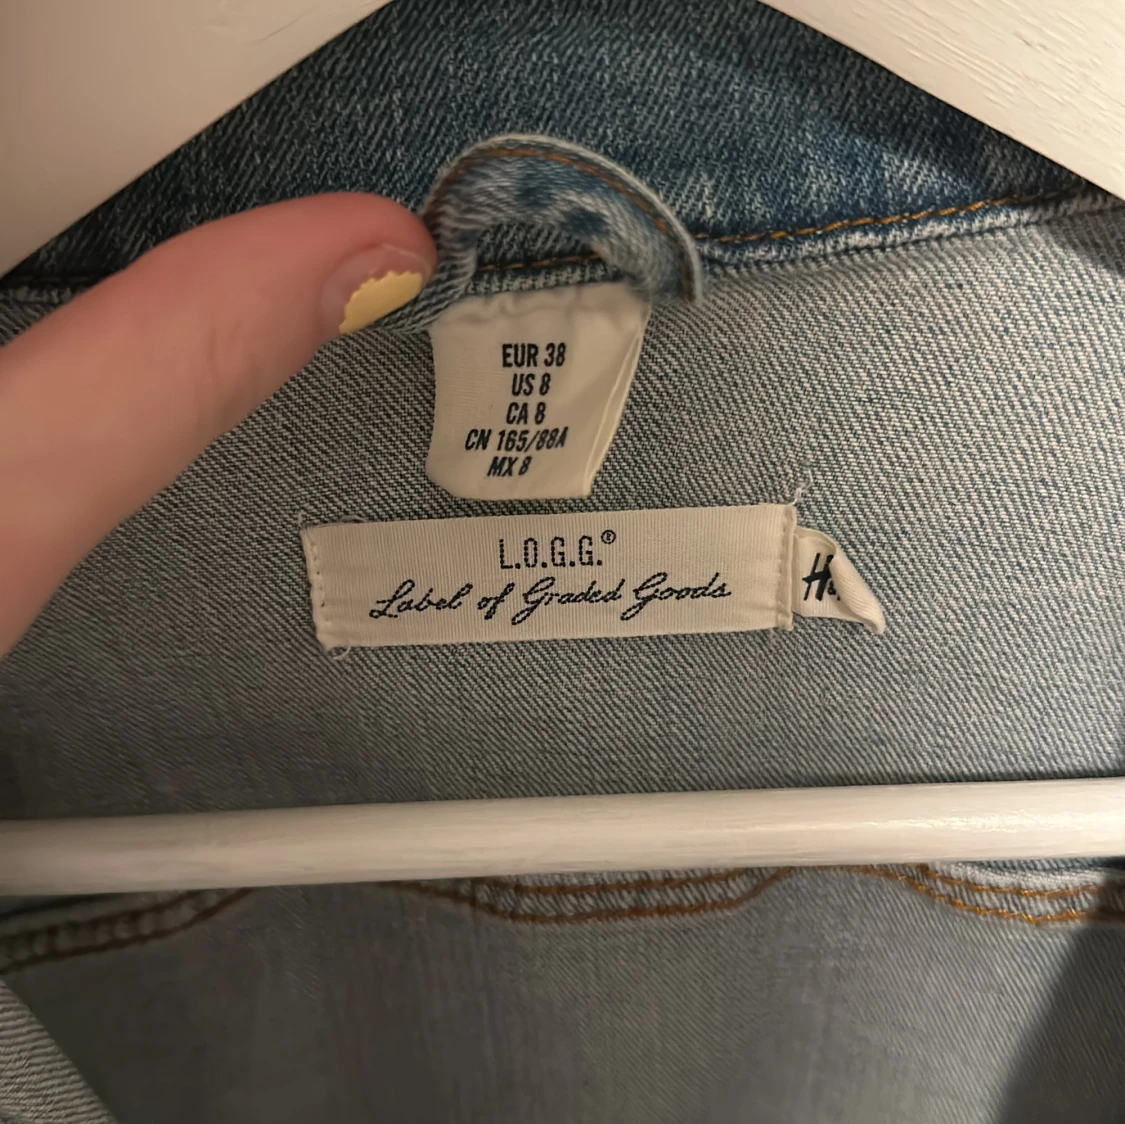 EUR 38
US 8
CA 8
CN 165/88A
MX 8
L.O.G.G.®
Label of Graded Goods